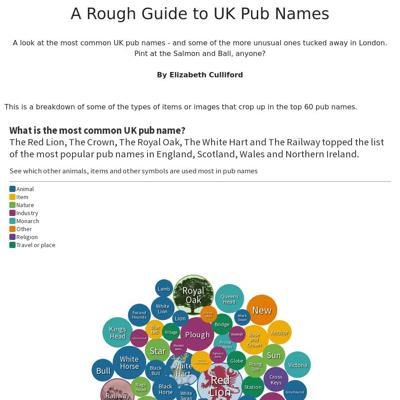 A Rough Guide to UK Pub Names
A look at the most common UK pub names - and some of the more unusual ones tucked away in London.
Pint at the Salmon and Ball, anyone?
By Elizabeth Culliford
This is a breakdown of some of the types of items or images that crop up in the top 60 pub names.
What is the most common UK pub name?
The Red Lion, The Crown, The Royal Oak, The White Hart and The Railway topped the list
of the most popular pub names in England, Scotland, Wales and Northern Ireland.
See which other animals, items and other symbols are used most in pub names
Animal
Item
Nature
Industry
Monarch
Other
Religion
Travel or place
Lamb
Royal
Oak
Queens
Head
White
Lion
New
Lion
Bridge
Kings
Head
Plough
Anchor
Star
Sun
White
Horse
Globe
Victoria
Bull
Black
Bull
White
Hart
Cross
Keys
Red
Lion
Black
Horse
Station
Railway